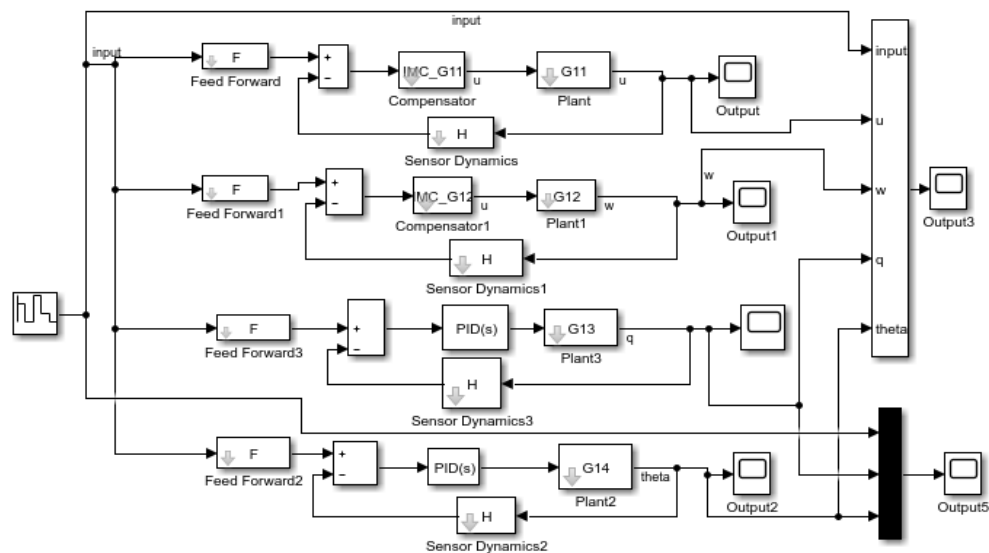 input
input
F
Feed Forward
+
−
IMC_G11
u
Compensator
G11
u
Plant
Output
H
Sensor Dynamics
input
u
w
q
theta
Output3
F
Feed Forward1
+
−
IMC_G12
u
Compensator1
G12
w
Plant1
w
Output1
H
Sensor Dynamics1
F
Feed Forward3
+
−
PID(s)
G13
q
Plant3
H
Sensor Dynamics3
F
Feed Forward2
+
−
PID(s)
G14
theta
Plant2
Output2
H
Sensor Dynamics2
Output5